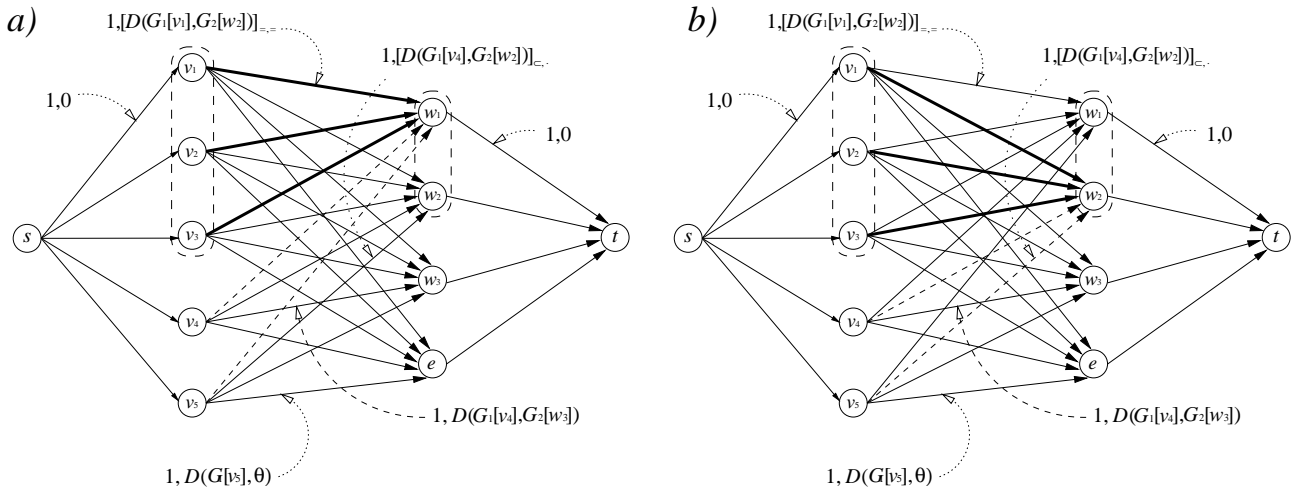 a)
1,[D(G₁[v₁],G₂[w₂])]₌,₌
1,[D(G₁[v₄],G₂[w₂])]⊂,.
1,0
1,0
v₁
v₂
v₃
v₄
v₅
s
w₁
w₂
w₃
e
t
1, D(G₁[v₄],G₂[w₃])
1, D(G[v₅],θ)
b)
1,[D(G₁[v₁],G₂[w₂])]₌,₌
1,[D(G₁[v₄],G₂[w₂])]⊂,.
1,0
1,0
v₁
v₂
v₃
v₄
v₅
s
w₁
w₂
w₃
e
t
1, D(G₁[v₄],G₂[w₃])
1, D(G[v₅],θ)